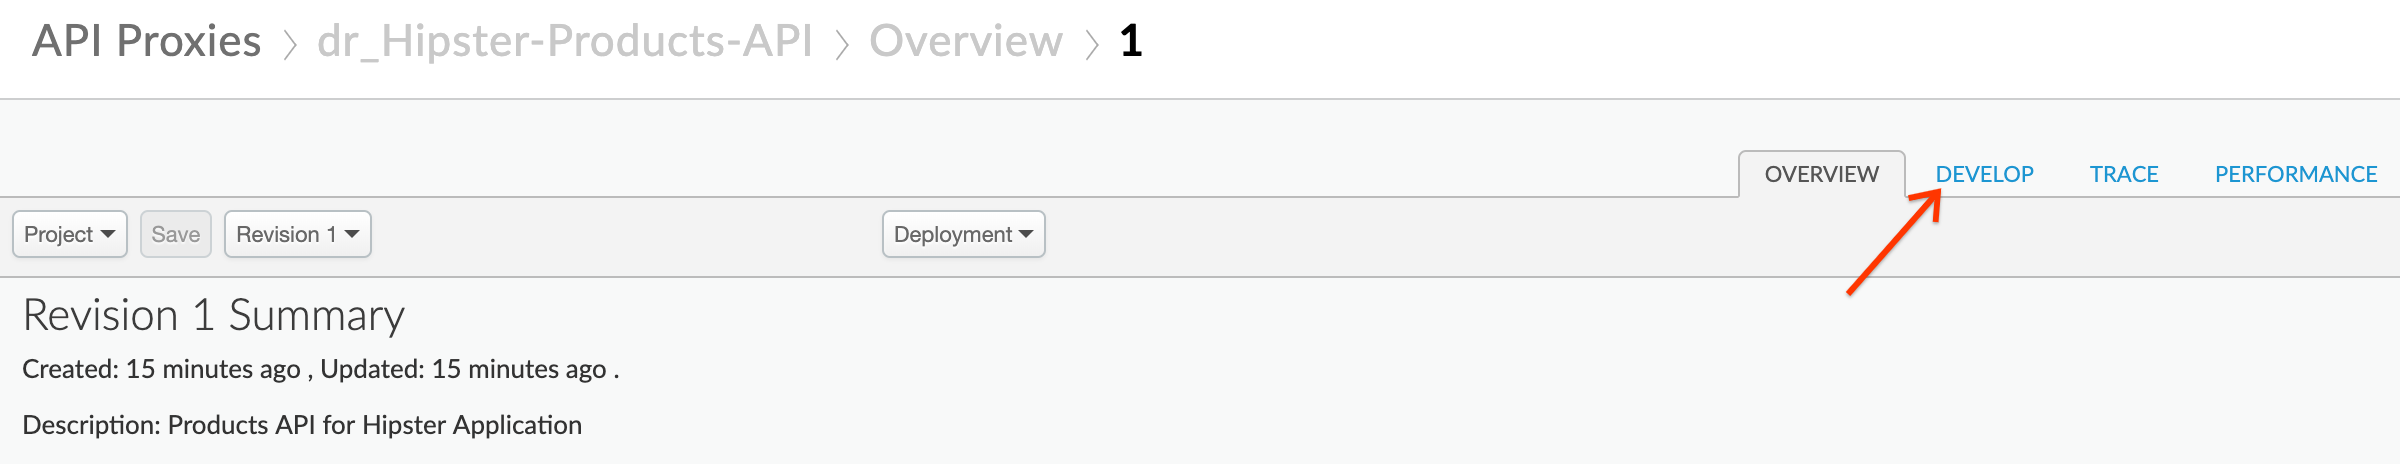 API Proxies > dr_Hipster-Products-API > Overview > 1
OVERVIEW DEVELOP TRACE PERFORMANCE
Project Save Revision 1 Deployment
Revision 1 Summary
Created: 15 minutes ago , Updated: 15 minutes ago .
Description: Products API for Hipster Application